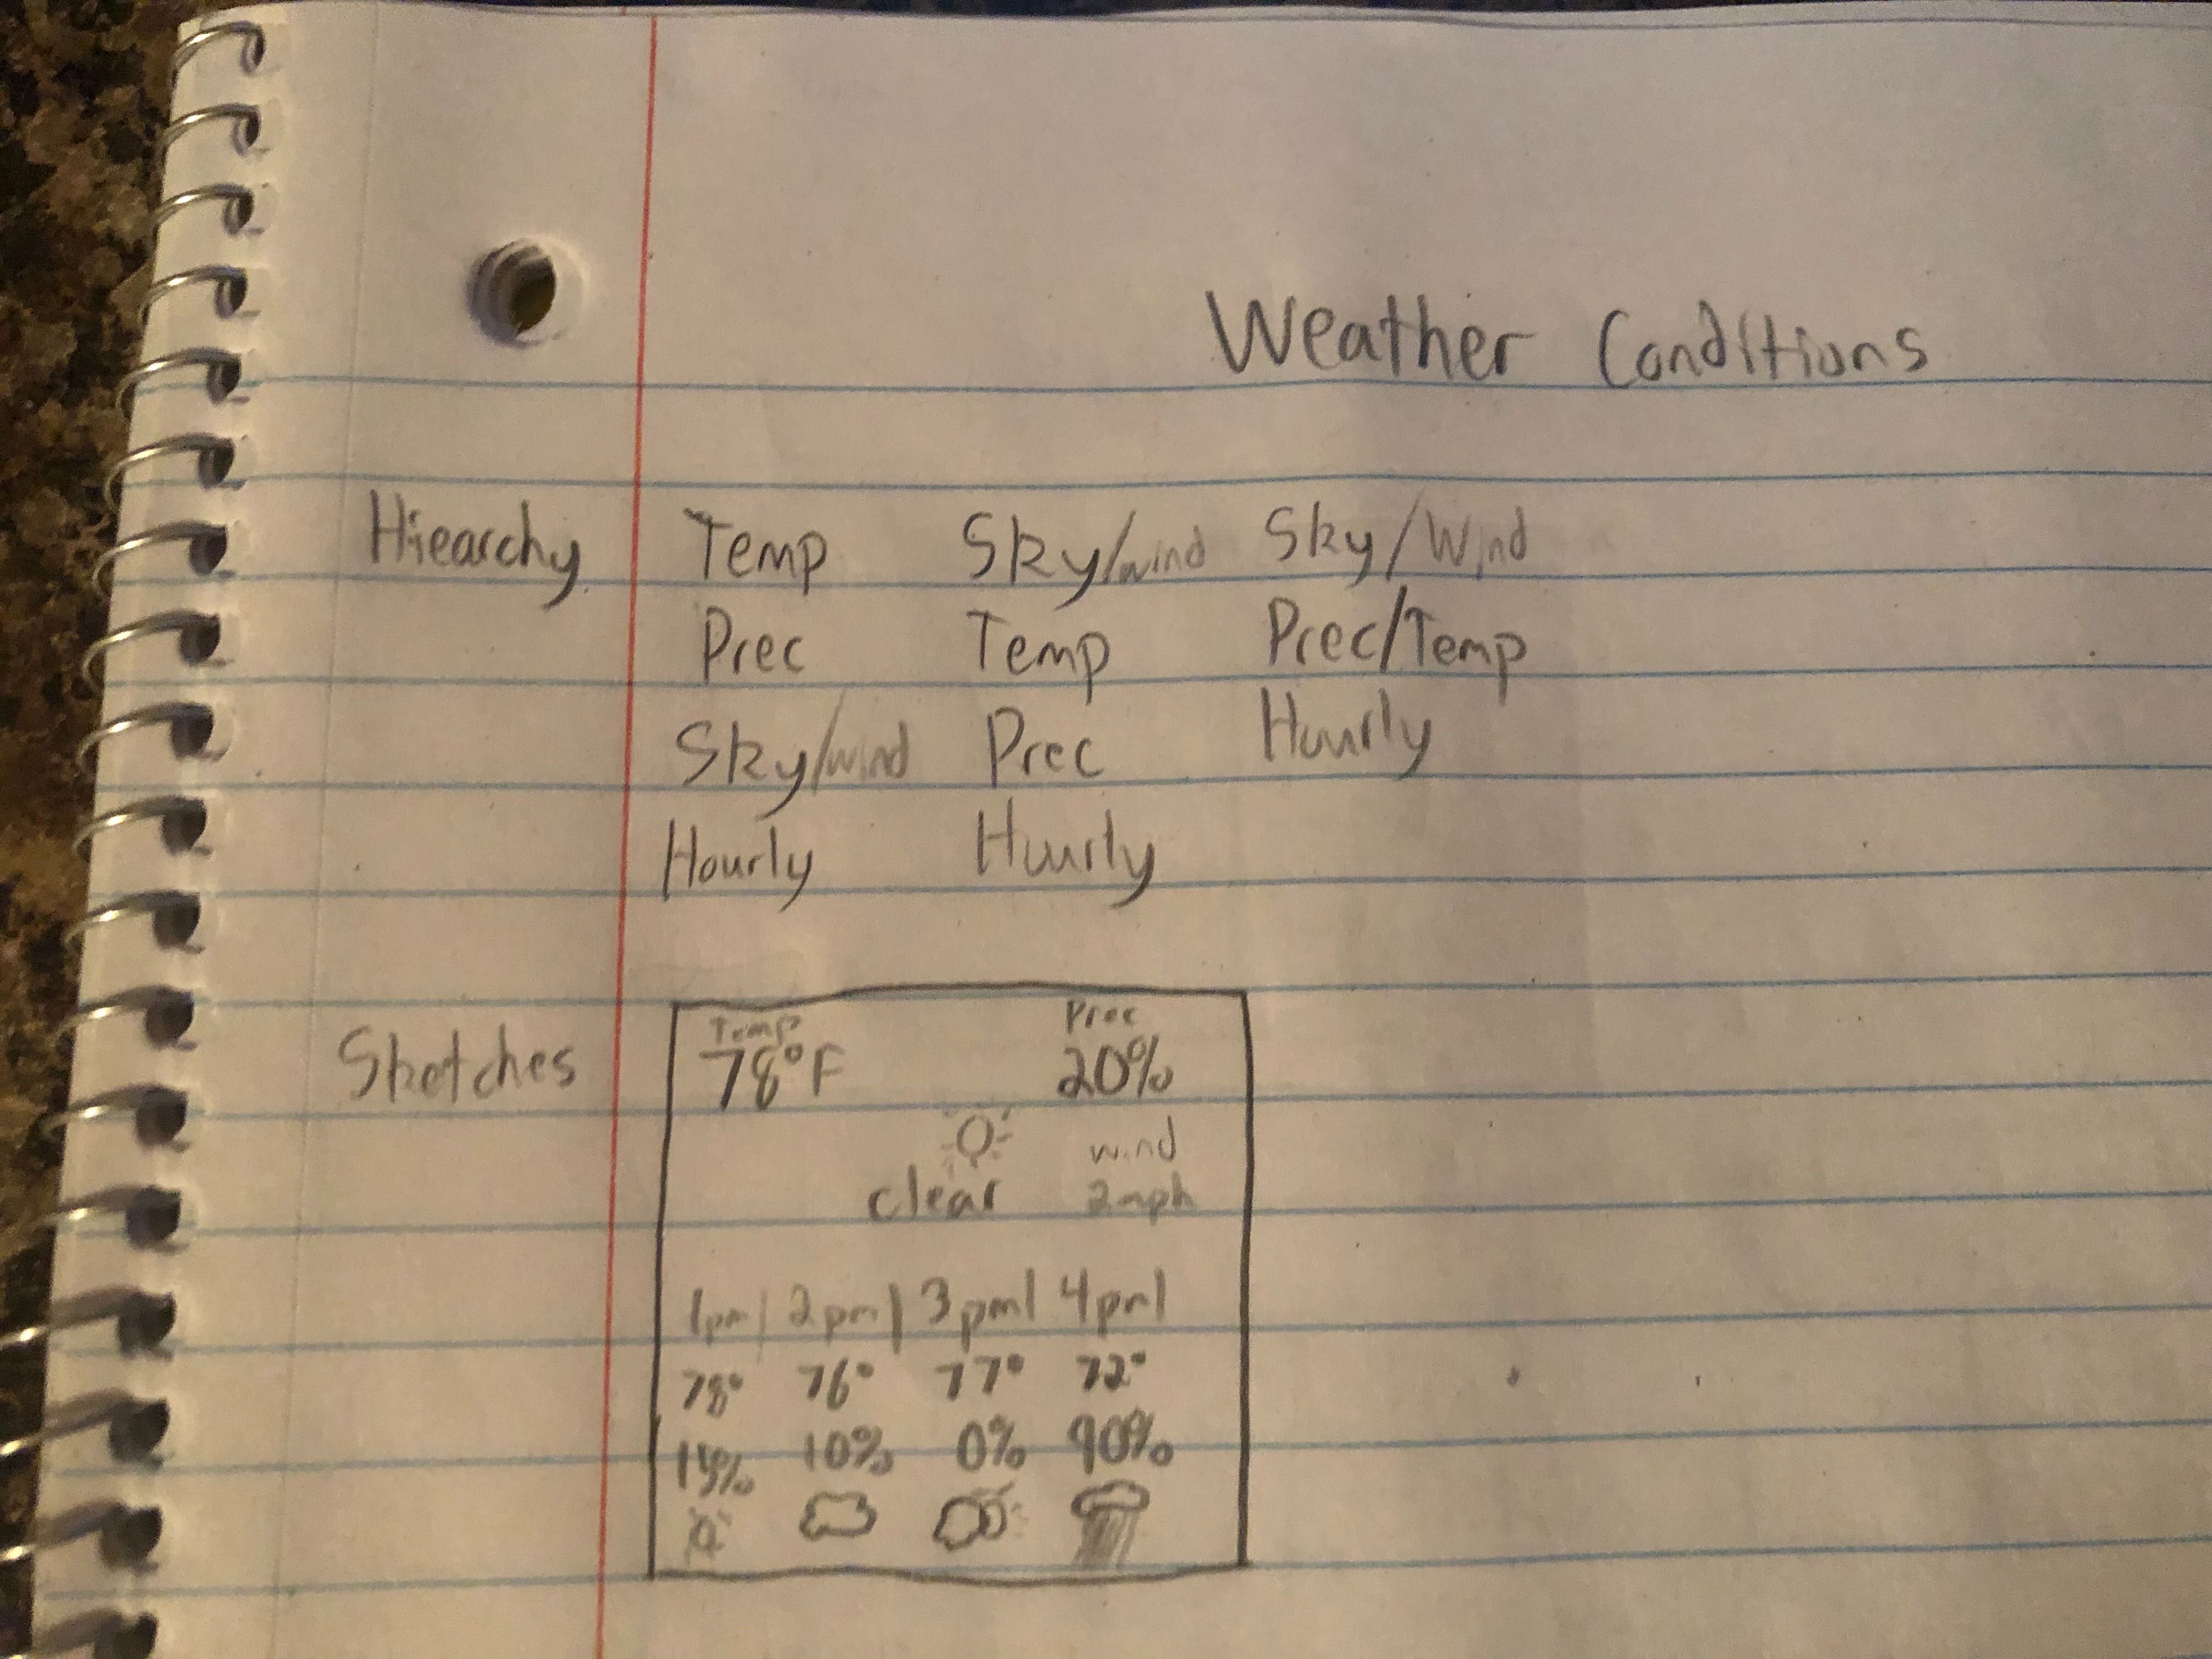 Weather Conditions
Hiearchy Temp Sky/wind Sky/Wind
Prec Temp Prec/Temp
Sky/wind Prec Hourly
Hourly Hourly
Sketches
Temp Prec
78°F 20%
wind
clear 2mph
1pm | 2pm | 3pm | 4pm |
78° 76° 77° 72°
15% 10% 0% 90%